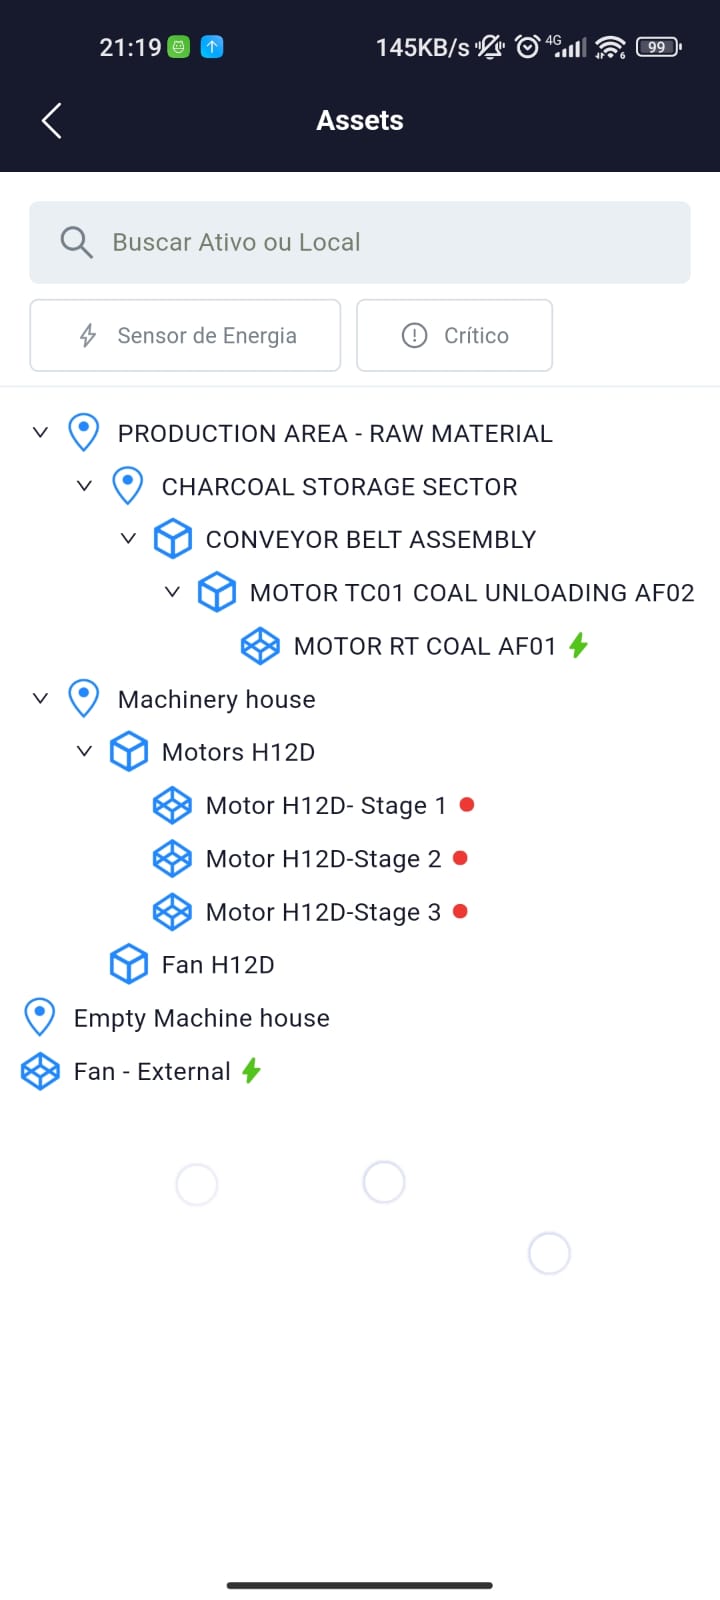 21:19 145KB/s 4G 6 99
Assets
Buscar Ativo ou Local
Sensor de Energia Crítico
PRODUCTION AREA - RAW MATERIAL
CHARCOAL STORAGE SECTOR
CONVEYOR BELT ASSEMBLY
MOTOR TC01 COAL UNLOADING AF02
MOTOR RT COAL AF01
Machinery house
Motors H12D
Motor H12D- Stage 1
Motor H12D-Stage 2
Motor H12D-Stage 3
Fan H12D
Empty Machine house
Fan - External